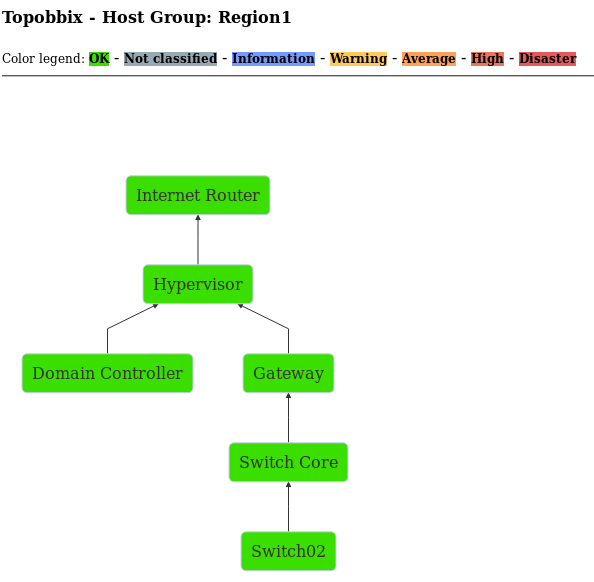 Topobbix - Host Group: Region1
Color legend: OK - Not classified - Information - Warning - Average - High - Disaster
Internet Router
Hypervisor
Domain Controller Gateway
Switch Core
Switch02